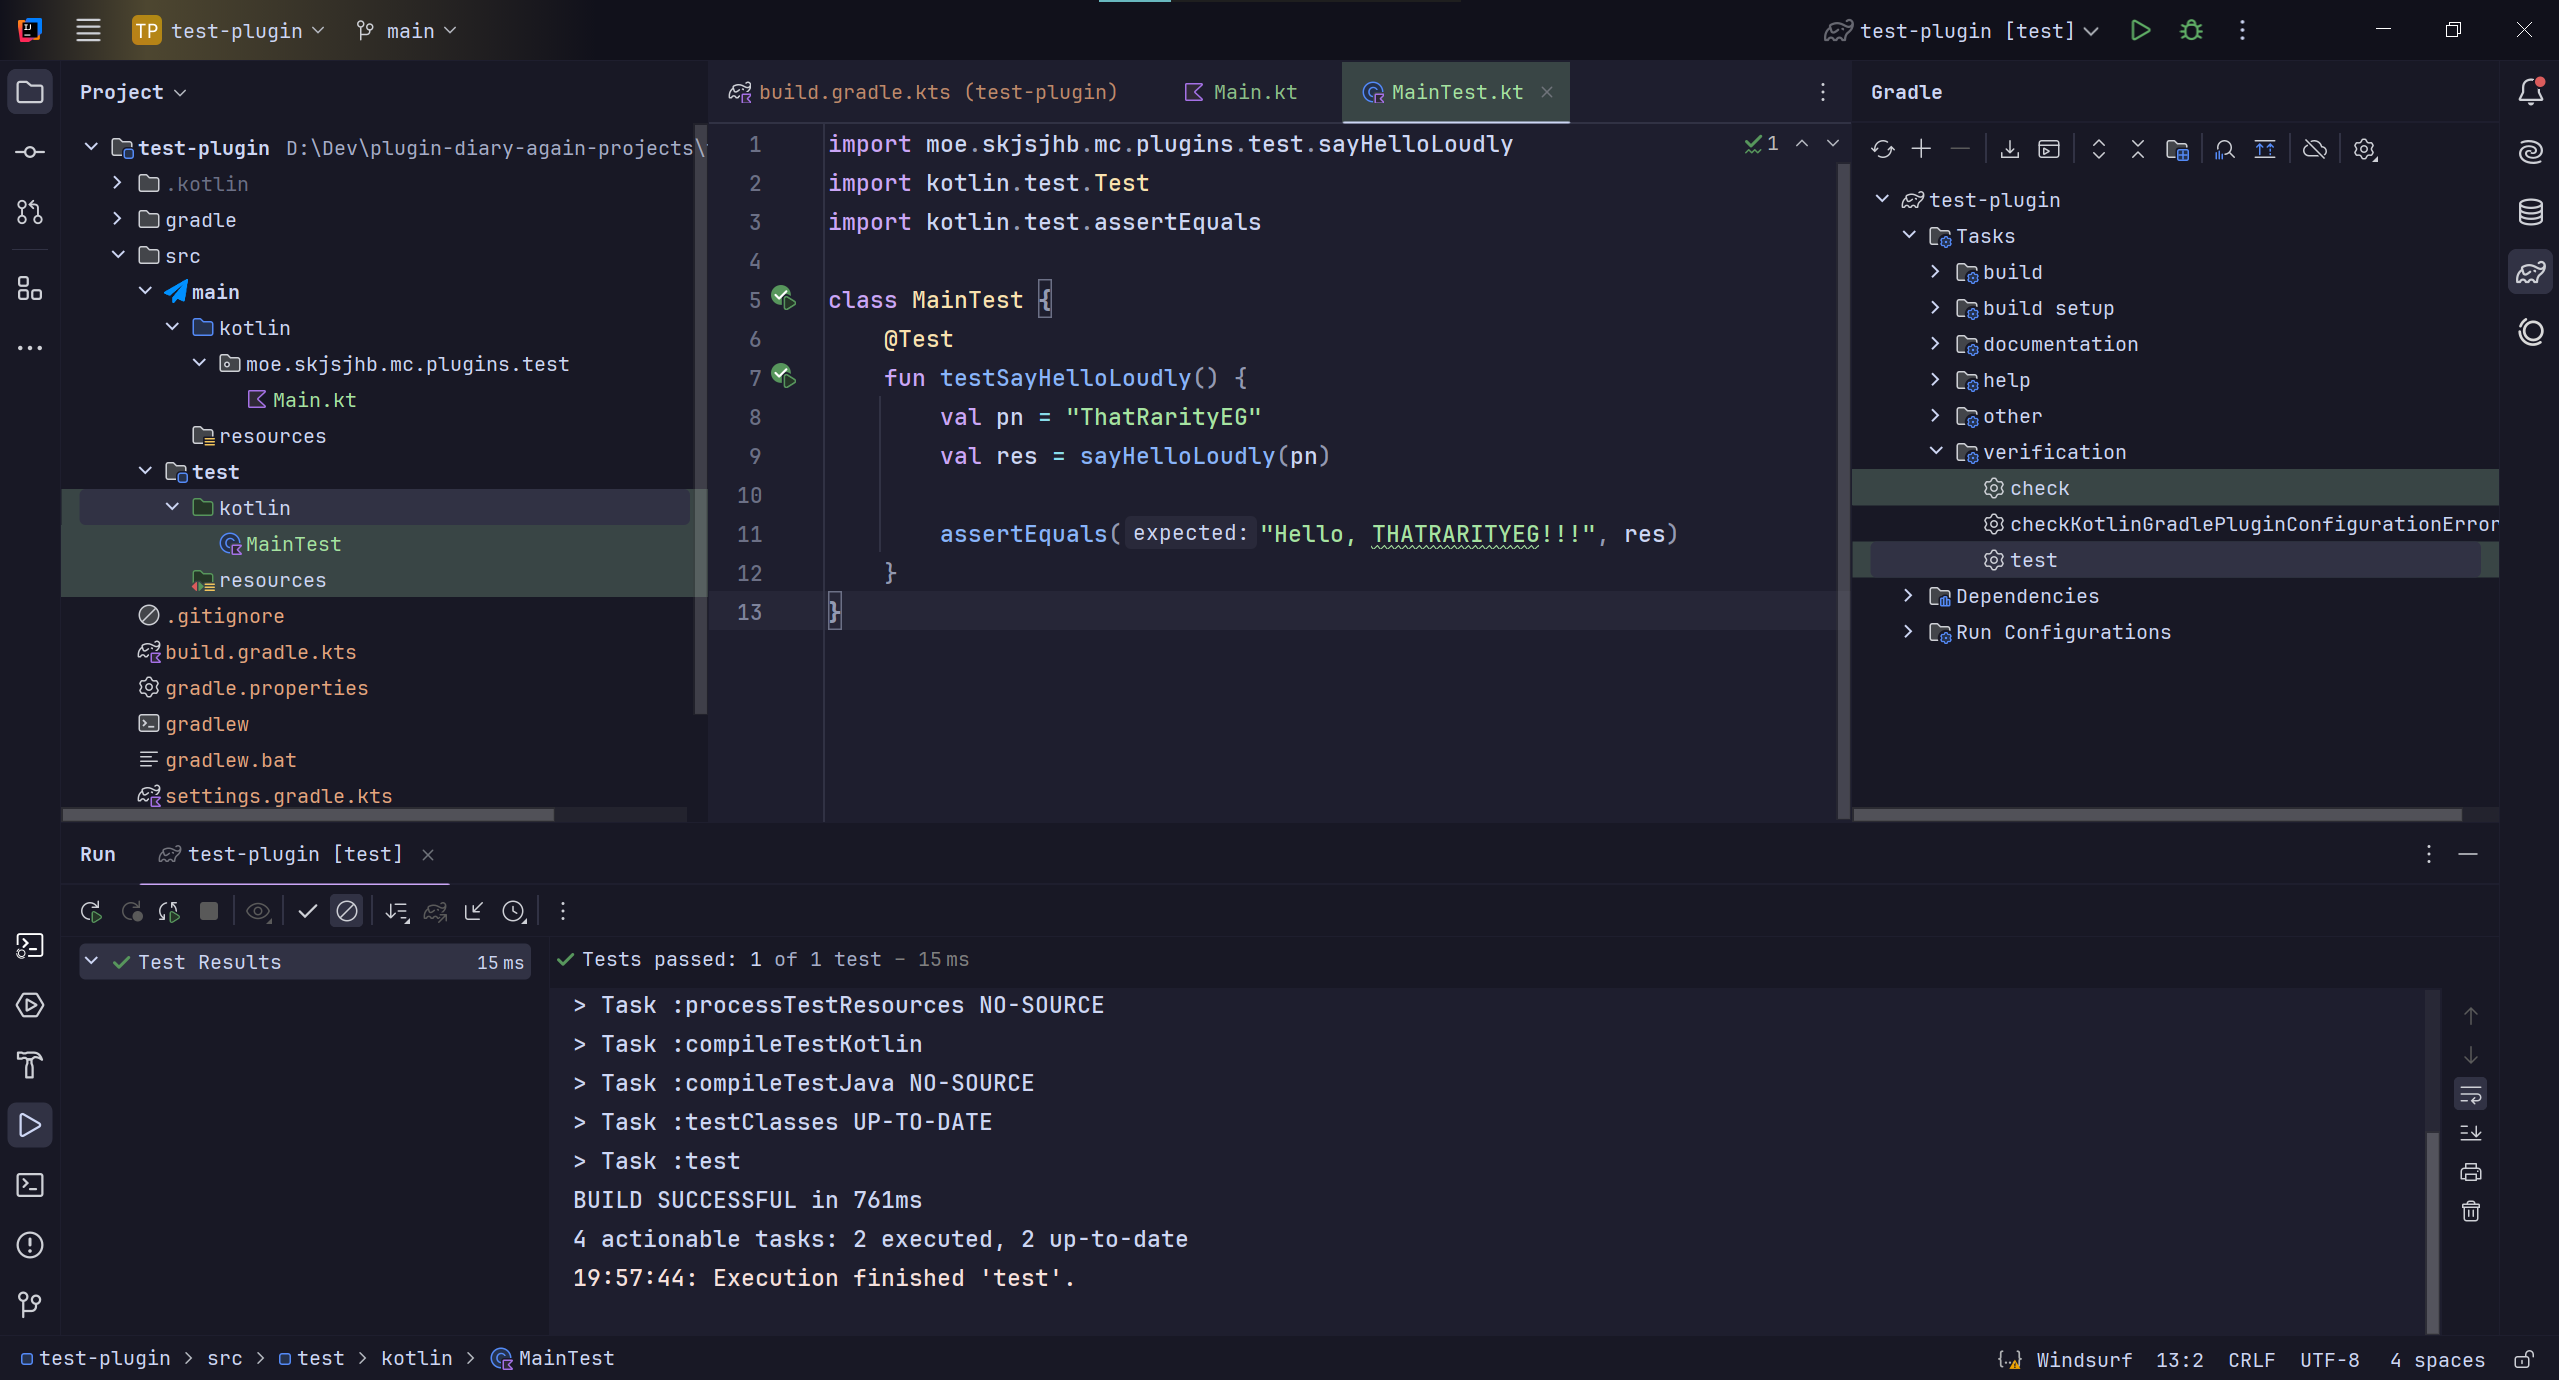 TP test-plugin main test-plugin [test]
Project
test-plugin D:\Dev\plugin-diary-again-projects\
.kotlin
gradle
src
main
kotlin
moe.skjsjhb.mc.plugins.test
Main.kt
resources
test
kotlin
MainTest
resources
.gitignore
build.gradle.kts
gradle.properties
gradlew
gradlew.bat
settings.gradle.kts
build.gradle.kts (test-plugin) Main.kt MainTest.kt
1
1 import moe.skjsjhb.mc.plugins.test.sayHelloLoudly
2 import kotlin.test.Test
3 import kotlin.test.assertEquals
4
5 class MainTest {
6 @Test
7 fun testSayHelloLoudly() {
8 val pn = "ThatRarityEG"
9 val res = sayHelloLoudly(pn)
10
11 assertEquals( expected: "Hello, THATRARITYEG!!!", res)
12 }
13 }
Gradle
test-plugin
Tasks
build
build setup
documentation
help
other
verification
check
checkKotlinGradlePluginConfigurationError
test
Dependencies
Run Configurations
Run test-plugin [test]
Test Results 15 ms
Tests passed: 1 of 1 test – 15 ms
> Task :processTestResources NO-SOURCE
> Task :compileTestKotlin
> Task :compileTestJava NO-SOURCE
> Task :testClasses UP-TO-DATE
> Task :test
BUILD SUCCESSFUL in 761ms
4 actionable tasks: 2 executed, 2 up-to-date
19:57:44: Execution finished 'test'.
test-plugin > src > test > kotlin > MainTest
{...} Windsurf 13:2 CRLF UTF-8 4 spaces